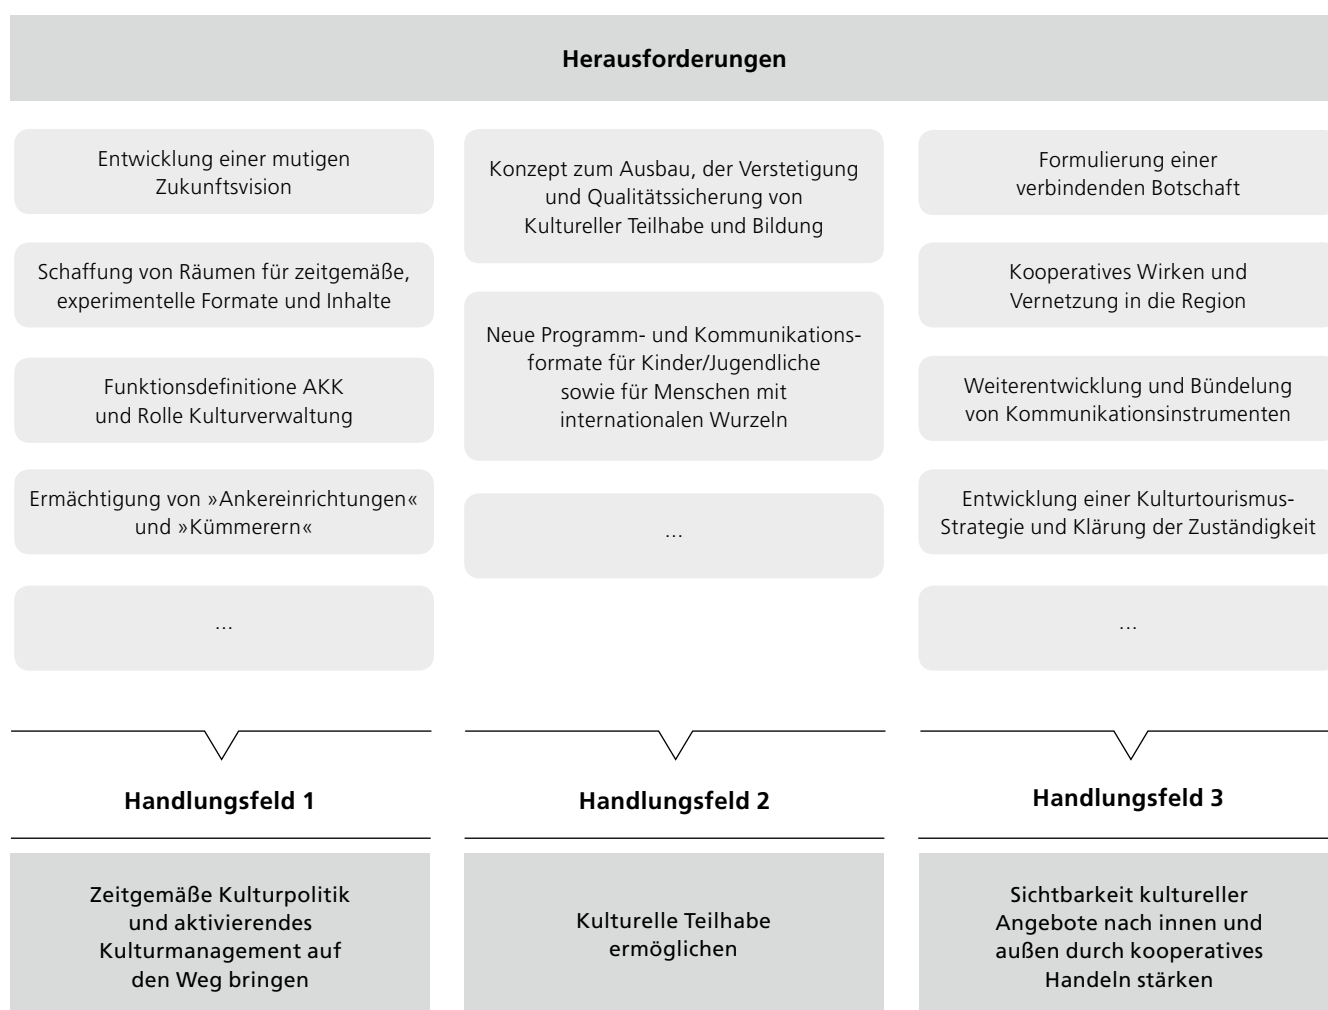 Herausforderungen
Entwicklung einer mutigen
Zukunftsvision
Schaffung von Räumen für zeitgemäße,
experimentelle Formate und Inhalte
Funktionsdefinitione AKK
und Rolle Kulturverwaltung
Ermächtigung von »Ankereinrichtungen«
und »Kümmerern«
...
Konzept zum Ausbau, der Verstetigung
und Qualitätssicherung von
Kultureller Teilhabe und Bildung
Neue Programm- und Kommunikations-
formate für Kinder/Jugendliche
sowie für Menschen mit
internationalen Wurzeln
...
Formulierung einer
verbindenden Botschaft
Kooperatives Wirken und
Vernetzung in die Region
Weiterentwicklung und Bündelung
von Kommunikationsinstrumenten
Entwicklung einer Kulturtourismus-
Strategie und Klärung der Zuständigkeit
...
Handlungsfeld 1
Zeitgemäße Kulturpolitik
und aktivierendes
Kulturmanagement auf
den Weg bringen
Handlungsfeld 2
Kulturelle Teilhabe
ermöglichen
Handlungsfeld 3
Sichtbarkeit kultureller
Angebote nach innen und
außen durch kooperatives
Handeln stärken